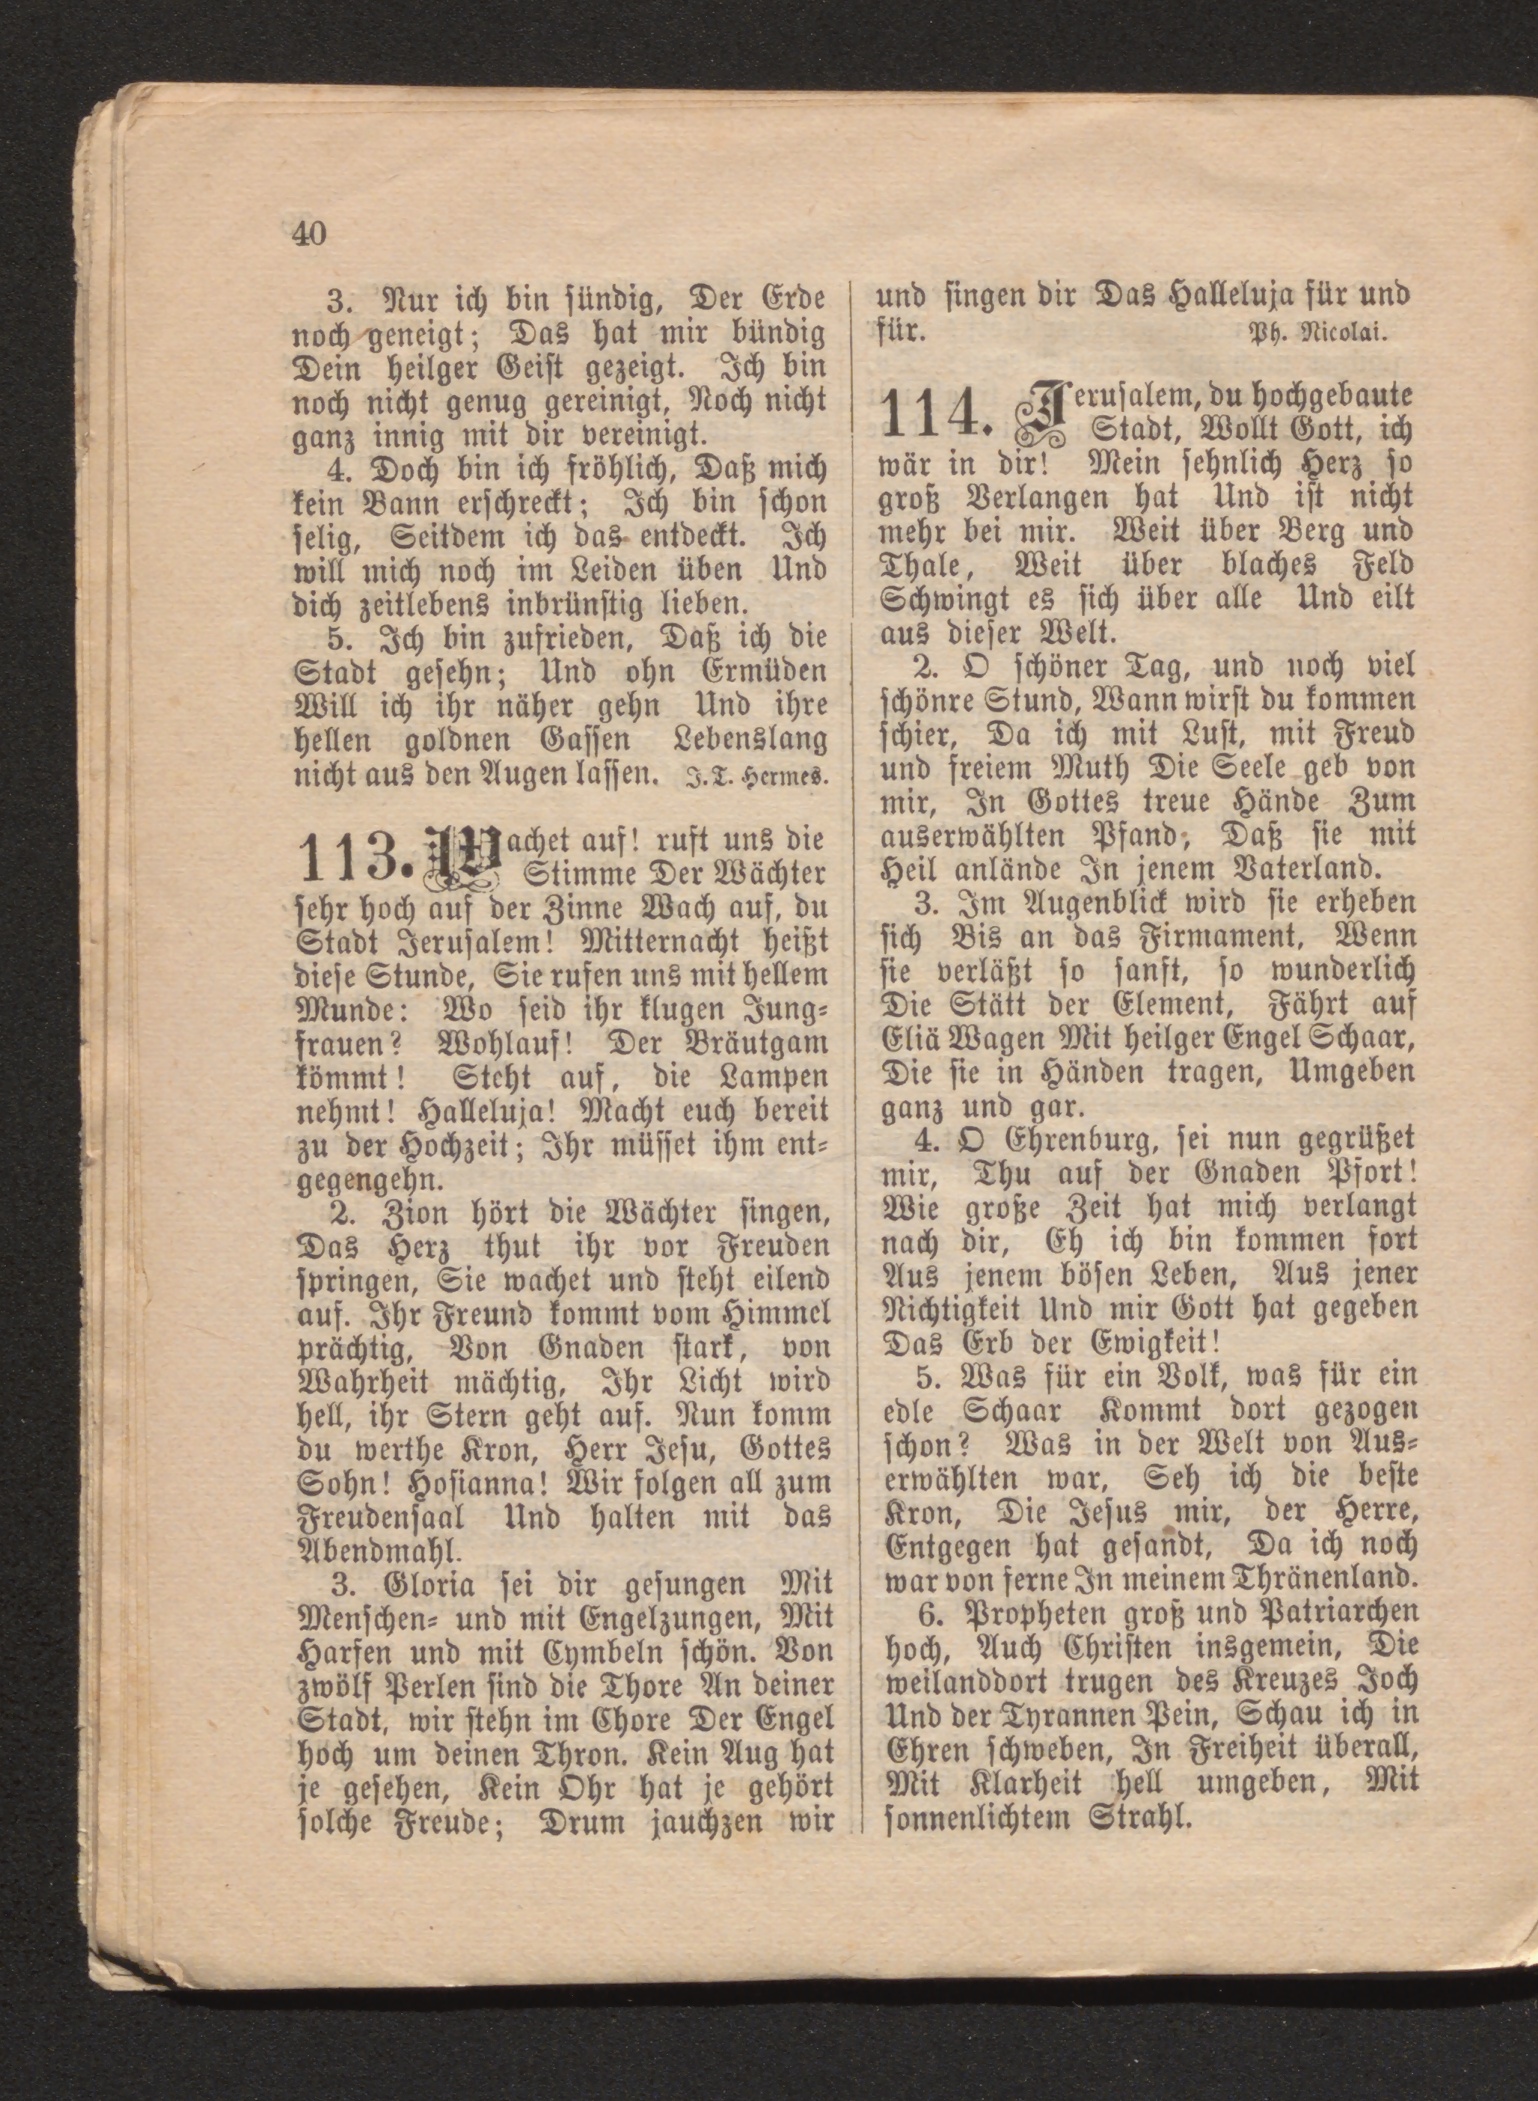 40
3. Nur ich bin sündig, Der Erde
noch geneigt; Das hat mir bündig
Dein heilger Geist gezeigt. Ich bin
noch nicht genug gereinigt, Noch nicht
ganz innig mit dir vereinigt.
4. Doch bin ich fröhlich, Daß mich
kein Bann erschreckt; Ich bin schon
selig, Seitdem ich das entdeckt. Ich
will mich noch im Leiden üben Und
dich zeitlebens inbrünstig lieben.
5. Ich bin zufrieden, Daß ich die
Stadt gesehn; Und ohn Ermüden
Will ich ihr näher gehn Und ihre
hellen goldnen Gassen Lebenslang
nicht aus den Augen lassen. J. T. Hermes.
113. Wachet auf! ruft uns die
Stimme Der Wächter
sehr hoch auf der Zinne Wach auf, du
Stadt Jerusalem! Mitternacht heißt
diese Stunde, Sie rufen uns mit hellem
Munde: Wo seid ihr klugen Jung-
frauen? Wohlauf! Der Bräutgam
kömmt! Steht auf, die Lampen
nehmt! Halleluja! Macht euch bereit
zu der Hochzeit; Ihr müsset ihm ent-
gegengehn.
2. Zion hört die Wächter singen,
Das Herz thut ihr vor Freuden
springen, Sie wachet und steht eilend
auf. Ihr Freund kommt vom Himmel
prächtig, Von Gnaden stark, von
Wahrheit mächtig, Ihr Licht wird
hell, ihr Stern geht auf. Nun komm
du werthe Kron, Herr Jesu, Gottes
Sohn! Hosianna! Wir folgen all zum
Freudensaal Und halten mit das
Abendmahl.
3. Gloria sei dir gesungen Mit
Menschen- und mit Engelzungen, Mit
Harfen und mit Cymbeln schön. Von
zwölf Perlen sind die Thore An deiner
Stadt, wir stehn im Chore Der Engel
hoch um deinen Thron. Kein Aug hat
je gesehen, Kein Ohr hat je gehört
solche Freude; Drum jauchzen wir
und singen dir Das Halleluja für und
für. Ph. Nicolai.
114. Jerusalem, du hochgebaute
Stadt, Wollt Gott, ich
wär in dir! Mein sehnlich Herz so
groß Verlangen hat Und ist nicht
mehr bei mir. Weit über Berg und
Thale, Weit über blaches Feld
Schwingt es sich über alle Und eilt
aus dieser Welt.
2. O schöner Tag, und noch viel
schönre Stund, Wann wirst du kommen
schier, Da ich mit Lust, mit Freud
und freiem Muth Die Seele geb von
mir, In Gottes treue Hände Zum
auserwählten Pfand, Daß sie mit
Heil anlände In jenem Vaterland.
3. Im Augenblick wird sie erheben
sich Bis an das Firmament, Wenn
sie verläßt so sanft, so wunderlich
Die Stätt der Element, Fährt auf
Eliä Wagen Mit heilger Engel Schaar,
Die sie in Händen tragen, Umgeben
ganz und gar.
4. O Ehrenburg, sei nun gegrüßet
mir, Thu auf der Gnaden Pfort!
Wie große Zeit hat mich verlangt
nach dir, Eh ich bin kommen fort
Aus jenem bösen Leben, Aus jener
Nichtigkeit Und mir Gott hat gegeben
Das Erb der Ewigkeit!
5. Was für ein Volk, was für ein
edle Schaar Kommt dort gezogen
schon? Was in der Welt von Aus-
erwählten war, Seh ich die beste
Kron, Die Jesus mir, der Herre,
Entgegen hat gesandt, Da ich noch
war von ferne In meinem Thränenland.
6. Propheten groß und Patriarchen
hoch, Auch Christen insgemein, Die
weilanddort trugen des Kreuzes Joch
Und der Tyrannen Pein, Schau ich in
Ehren schweben, In Freiheit überall,
Mit Klarheit hell umgeben, Mit
sonnenlichtem Strahl.